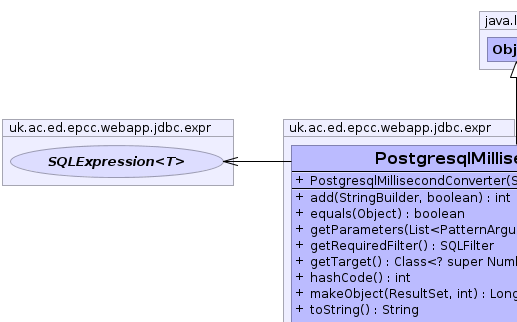 java.l
Obj
uk.ac.ed.epcc.webapp.jdbc.expr
SQLExpression<T>
uk.ac.ed.epcc.webapp.jdbc.expr
PostgresqlMillise
+ PostgresqlMillisecondConverter(S
+ add(StringBuilder, boolean) : int
+ equals(Object) : boolean
+ getParameters(List<PatternArgu
+ getRequiredFilter() : SQLFilter
+ getTarget() : Class<? super Num
+ hashCode() : int
+ makeObject(ResultSet, int) : Long
+ toString() : String